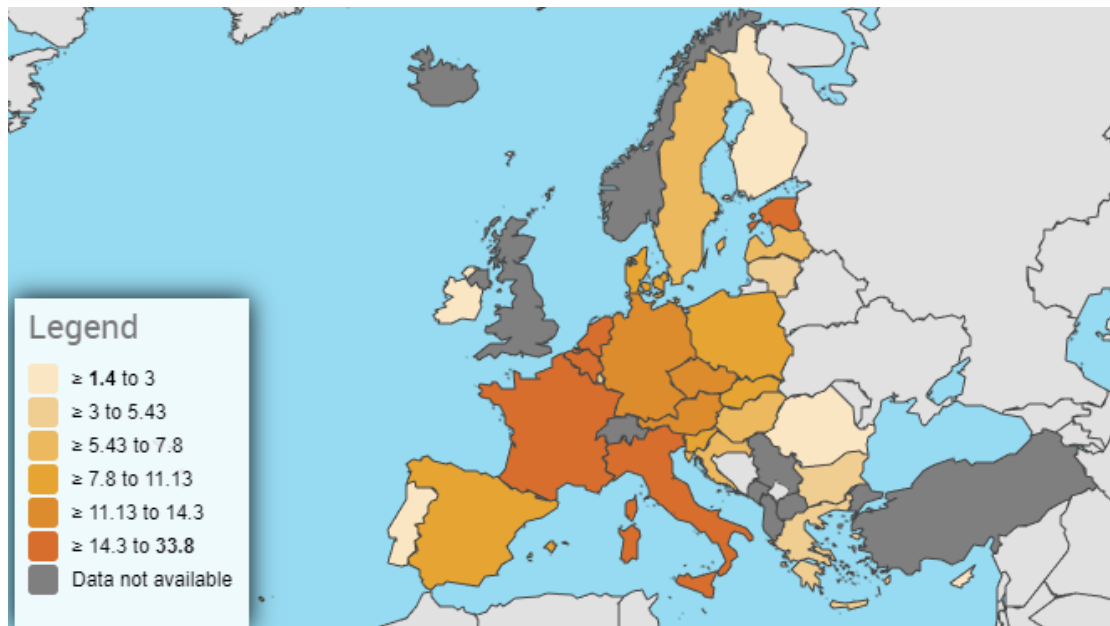 Legend
≥ 1.4 to 3
≥ 3 to 5.43
≥ 5.43 to 7.8
≥ 7.8 to 11.13
≥ 11.13 to 14.3
≥ 14.3 to 33.8
Data not available